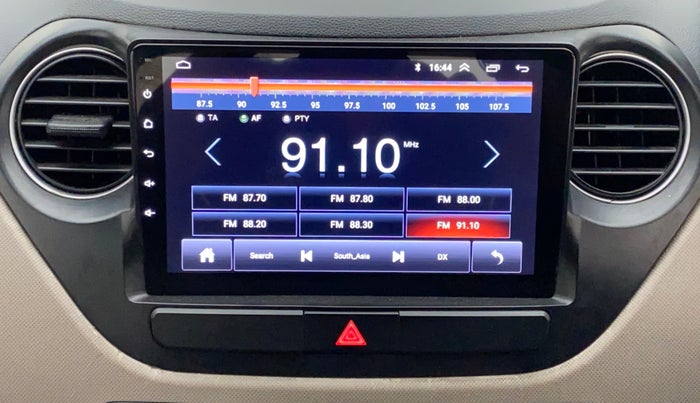 16:44
87.5 90 92.5 95 97.5 100 102.5 105 107.5
TA AF PTY
91.10 MHz
FM 87.70 FM 87.80 FM 88.00
FM 88.20 FM 88.30 FM 91.10
Search South_Asia DX